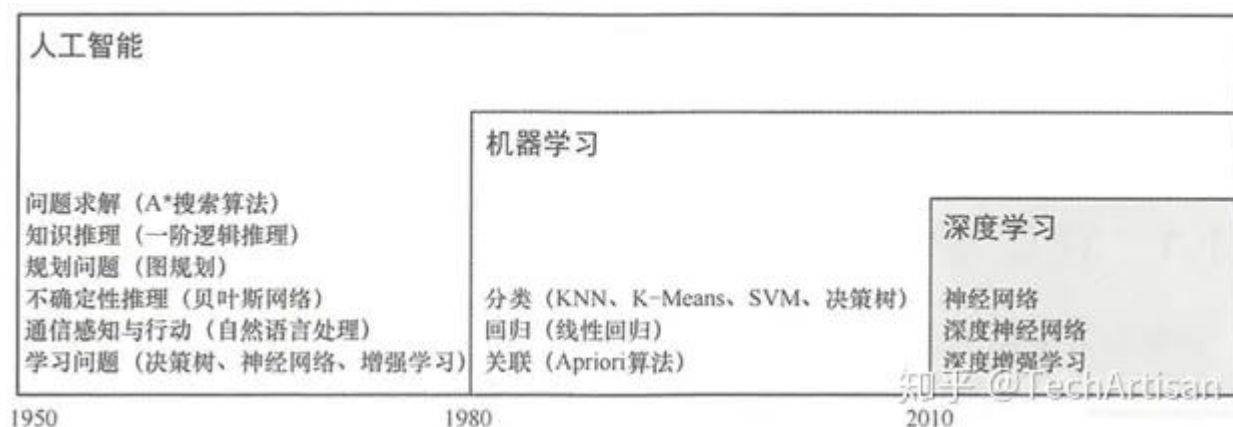 人工智能
机器学习
问题求解（A*搜索算法）
知识推理（一阶逻辑推理）
深度学习
规划问题（图规划）
不确定性推理（贝叶斯网络）
分类（KNN、K-Means、SVM、决策树）
神经网络
通信感知与行动（自然语言处理）
回归（线性回归）
深度神经网络
学习问题（决策树、神经网络、增强学习）
关联（Apriori算法）
深度增强学习
知乎 @TechArtisan
1950
1980
2010